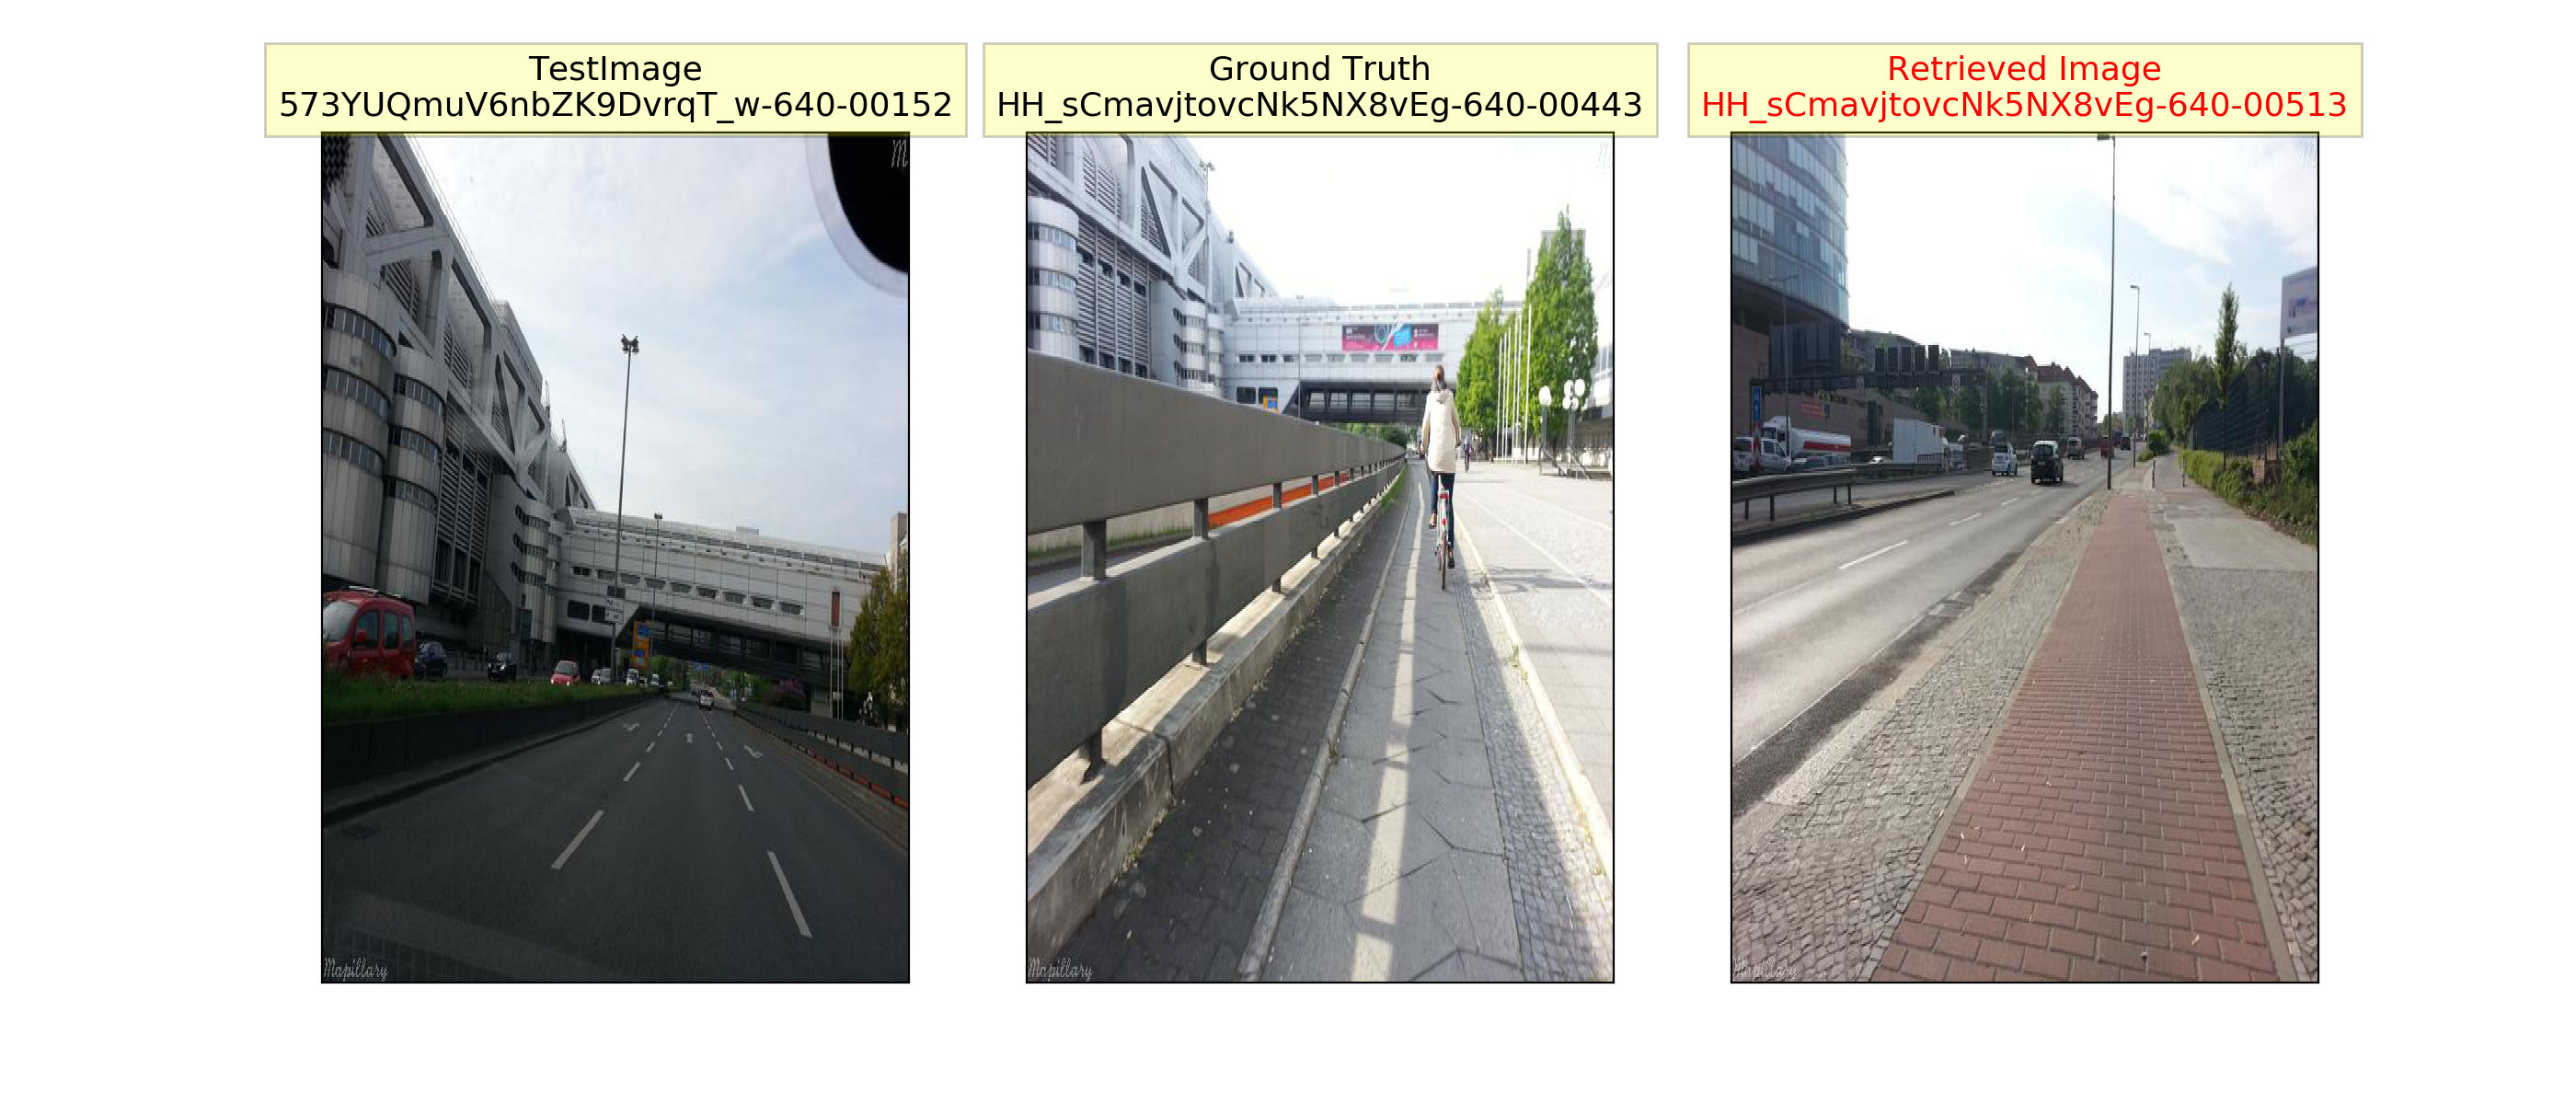 TestImage
573YUQmuV6nbZK9DvrqT_w-640-00152
Ground Truth
HH_sCmavjtovcNk5NX8vEg-640-00443
Retrieved Image
HH_sCmavjtovcNk5NX8vEg-640-00513
M
Mapillary
Mapillary
Mapillary